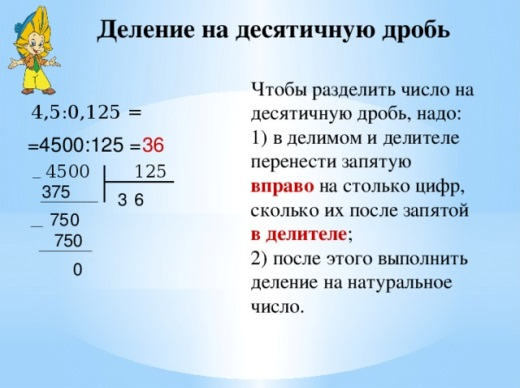 Деление на десятичную дробь
4,5:0,125 =
=4500:125 =36
_ 4500 125
375 3 6
_ 750
750
0
Чтобы разделить число на
десятичную дробь, надо:
1) в делимом и делителе
перенести запятую
вправо на столько цифр,
сколько их после запятой
в делителе;
2) после этого выполнить
деление на натуральное
число.